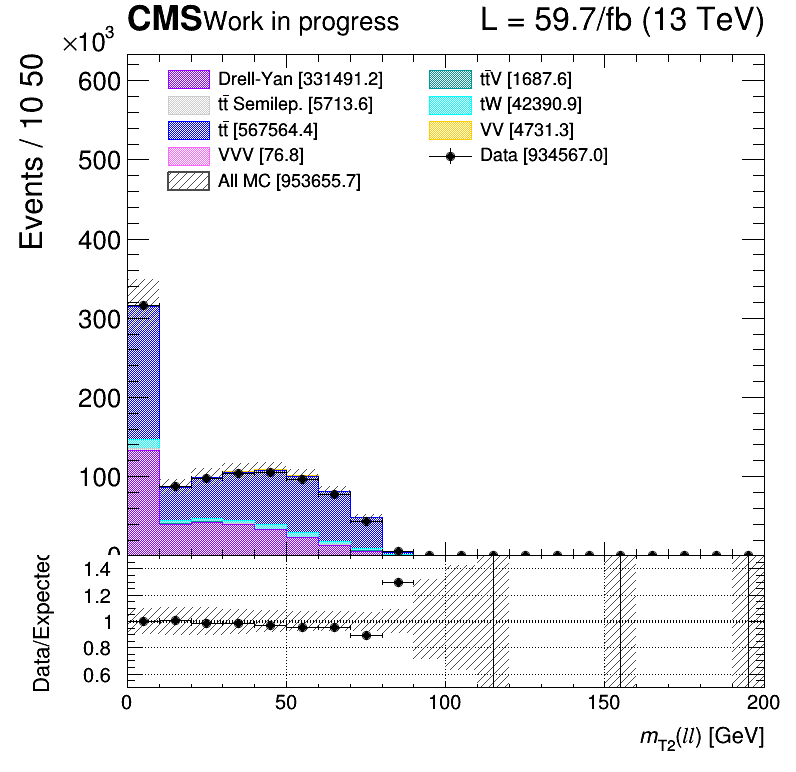 CMS Work in progress L = 59.7/fb (13 TeV)
×10³
Events / 10 50
Drell-Yan [331491.2]
tt̄ Semilep. [5713.6]
tt̄ [567564.4]
VVV [76.8]
All MC [953655.7]
tt̄V [1687.6]
tW [42390.9]
VV [4731.3]
Data [934567.0]
600
500
400
300
200
100
0
Data/Expected
1.4
1.2
1
0.8
0.6
0 50 100 150 200
m_T2(ll) [GeV]